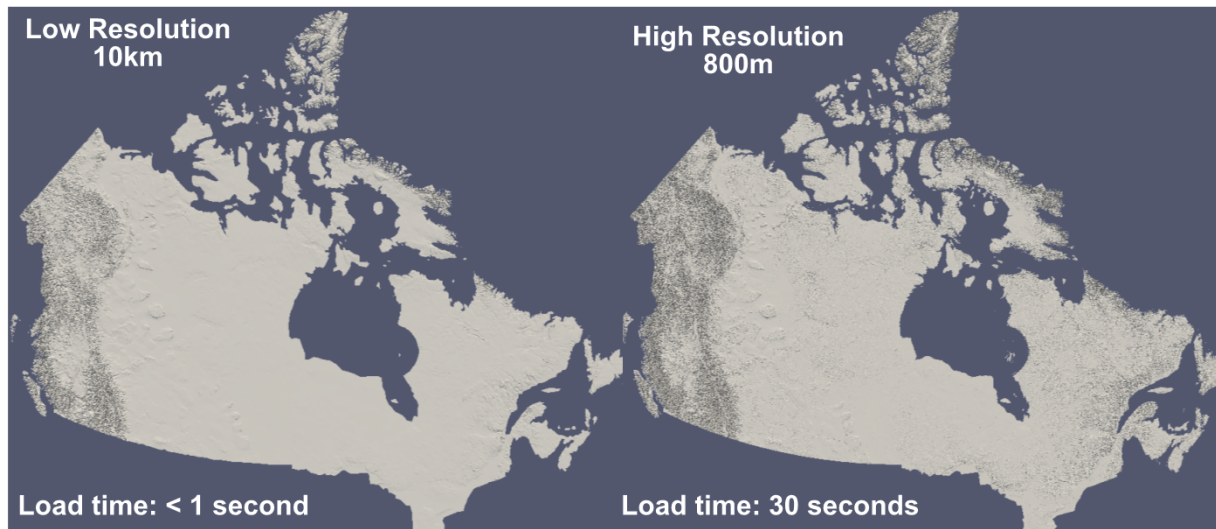 Low Resolution
10km
High Resolution
800m
Load time: < 1 second
Load time: 30 seconds